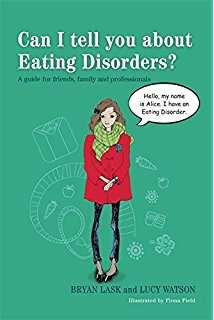 Can I tell you about
Eating Disorders?
A guide for friends, family and professionals
Hello, my name
is Alice. I have an
Eating Disorder.
BRYAN LASK and LUCY WATSON
Illustrated by Fiona Field